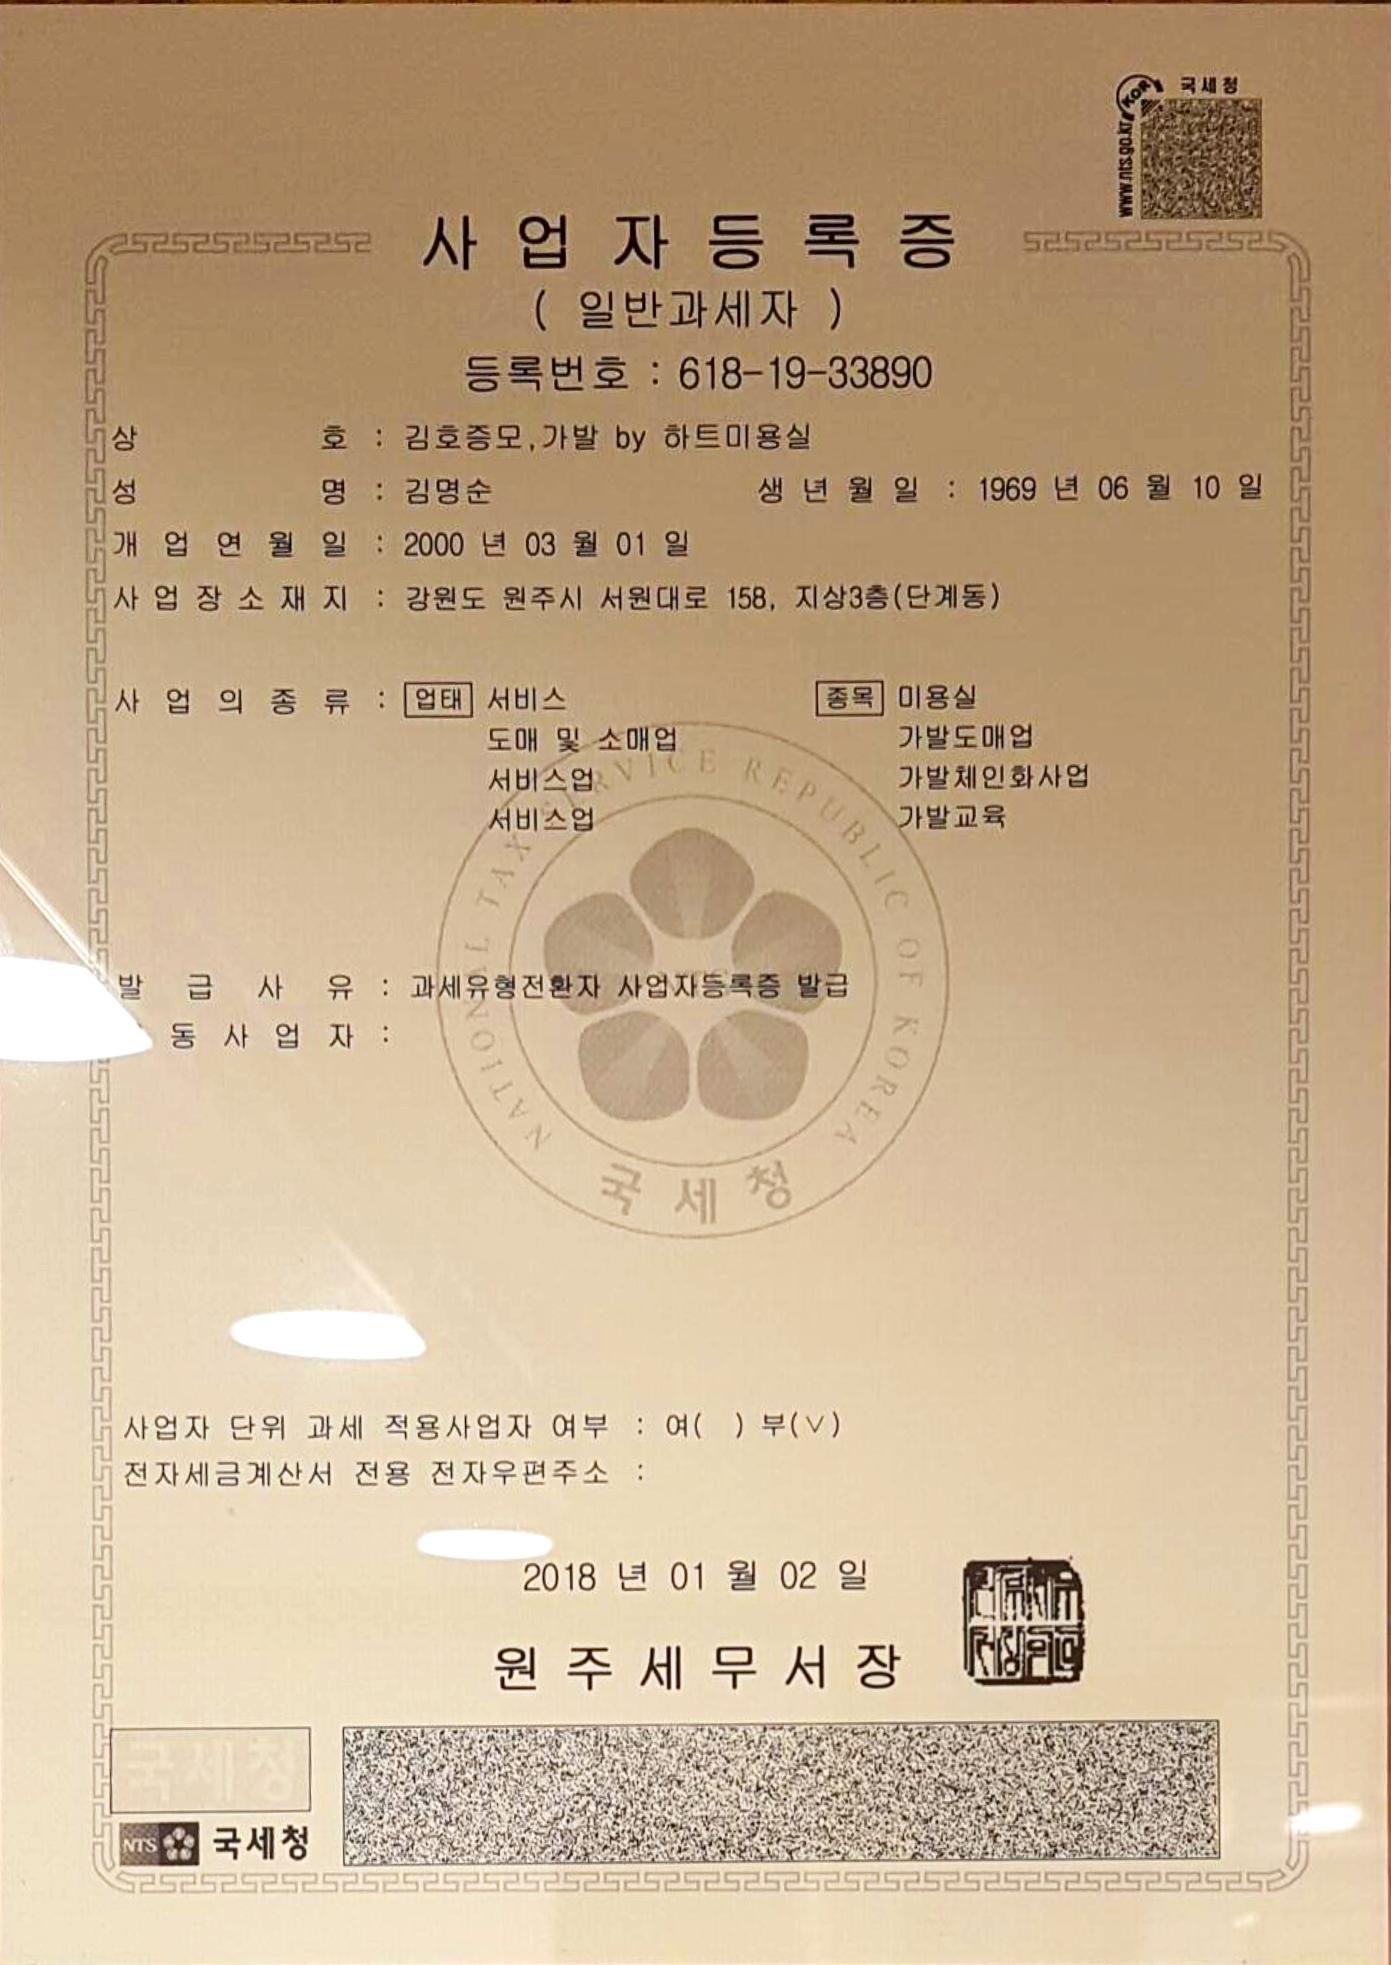 국세청
KOR
www.nts.go.kr
사업자등록증
( 일반과세자 )
등록번호 : 618-19-33890
상 호 : 김호증모,가발 by 하트미용실
성 명 : 김명순 생 년 월 일 : 1969 년 06 월 10 일
개 업 연 월 일 : 2000 년 03 월 01 일
사 업 장 소 재 지 : 강원도 원주시 서원대로 158, 지상3층(단계동)
사 업 의 종 류 : 업태 서비스 종목 미용실
도매 및 소매업 가발도매업
서비스업 가발체인화사업
서비스업 가발교육
NATIONAL TAX SERVICE REPUBLIC OF KOREA
발 급 사 유 : 과세유형전환자 사업자등록증 발급
동 사 업 자 :
국세청
사업자 단위 과세 적용사업자 여부 : 여( ) 부(∨)
전자세금계산서 전용 전자우편주소 :
2018 년 01 월 02 일
원주세무서장
국세청
NTS 국세청